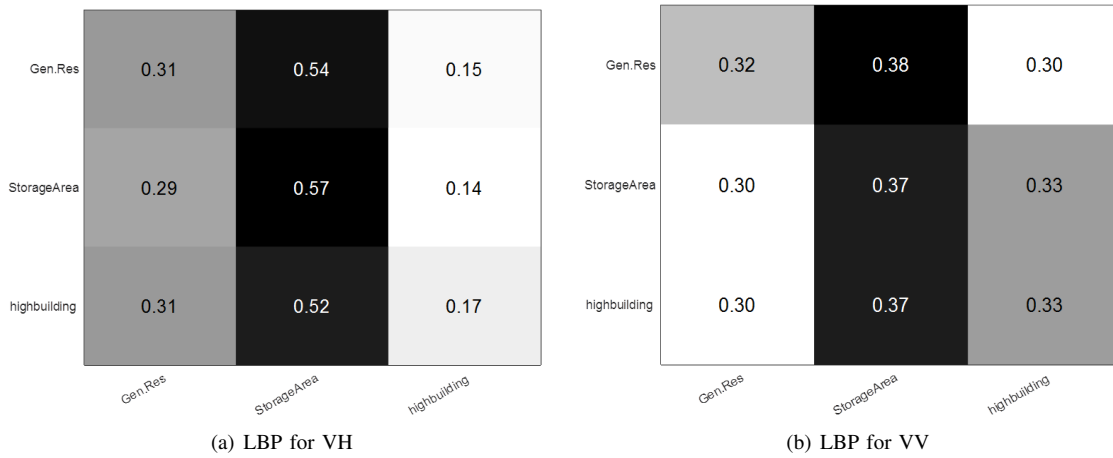 Gen.Res 0.31 0.54 0.15
StorageArea 0.29 0.57 0.14
highbuilding 0.31 0.52 0.17
Gen.Res StorageArea highbuilding
(a) LBP for VH
Gen.Res 0.32 0.38 0.30
StorageArea 0.30 0.37 0.33
highbuilding 0.30 0.37 0.33
Gen.Res StorageArea highbuilding
(b) LBP for VV